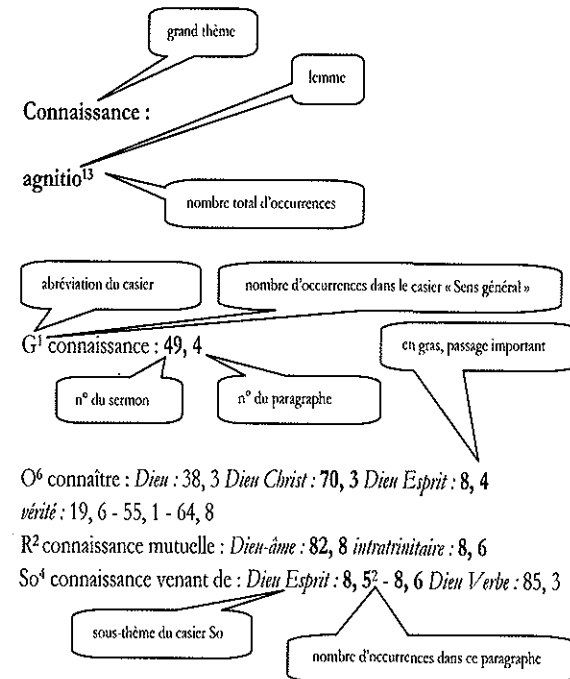 grand thème
lemme
Connaissance :
agnitio¹³
nombre total d'occurrences
abréviation du casier
nombre d'occurrences dans le casier « Sens général »
G¹ connaissance : 49, 4
en gras, passage important
n° du sermon
n° du paragraphe
O⁶ connaître : Dieu : 38, 3 Dieu Christ : 70, 3 Dieu Esprit : 8, 4
vérité : 19, 6 - 55, 1 - 64, 8
R² connaissance mutuelle : Dieu-âme : 82, 8 intratrinitaire : 8, 6
So⁴ connaissance venant de : Dieu Esprit : 8, 5² - 8, 6 Dieu Verbe : 85, 3
sous-thème du casier So
nombre d'occurrences dans ce paragraphe